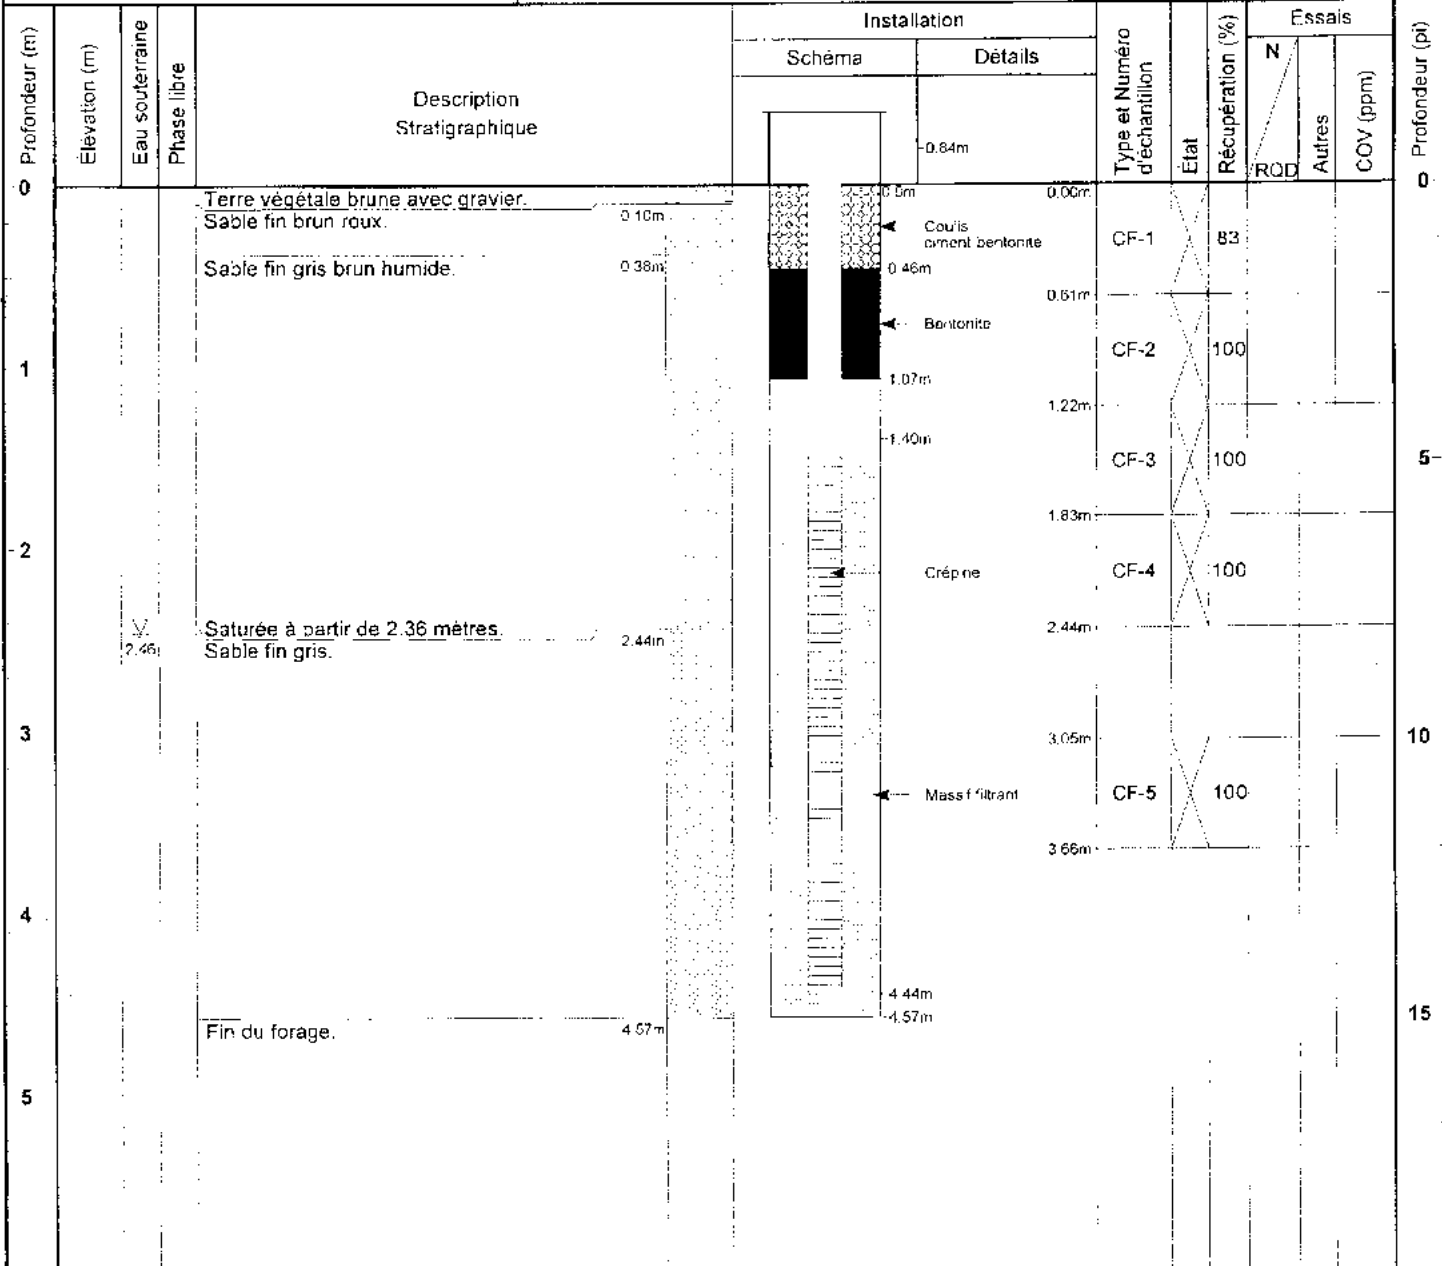 Profondeur (m)
Élévation (m)
Eau souterraine
Phase libre
Description
Stratigraphique
Installation
Schéma
Détails
Type et Numéro
d'échantillon
État
Récupération (%)
Essais
N
RQD
Autres
COV (ppm)
Profondeur (pi)
0.84m
0
Terre végétale brune avec gravier.
0.10m
Sable fin brun roux.
0.38m
Sable fin gris brun humide.
0.0m
Coulis
ciment bentonite
0.46m
Bentonite
1.07m
1.40m
Crépine
Massif filtrant
4.44m
4.57m
0.00m
CF-1
83
0.61m
CF-2
100
1.22m
CF-3
100
1.83m
CF-4
100
2.44m
3.05m
CF-5
100
3.66m
1
2
2.46
Saturée à partir de 2.36 mètres.
2.44m
Sable fin gris.
3
4
Fin du forage.
4.57m
5
0
5
10
15